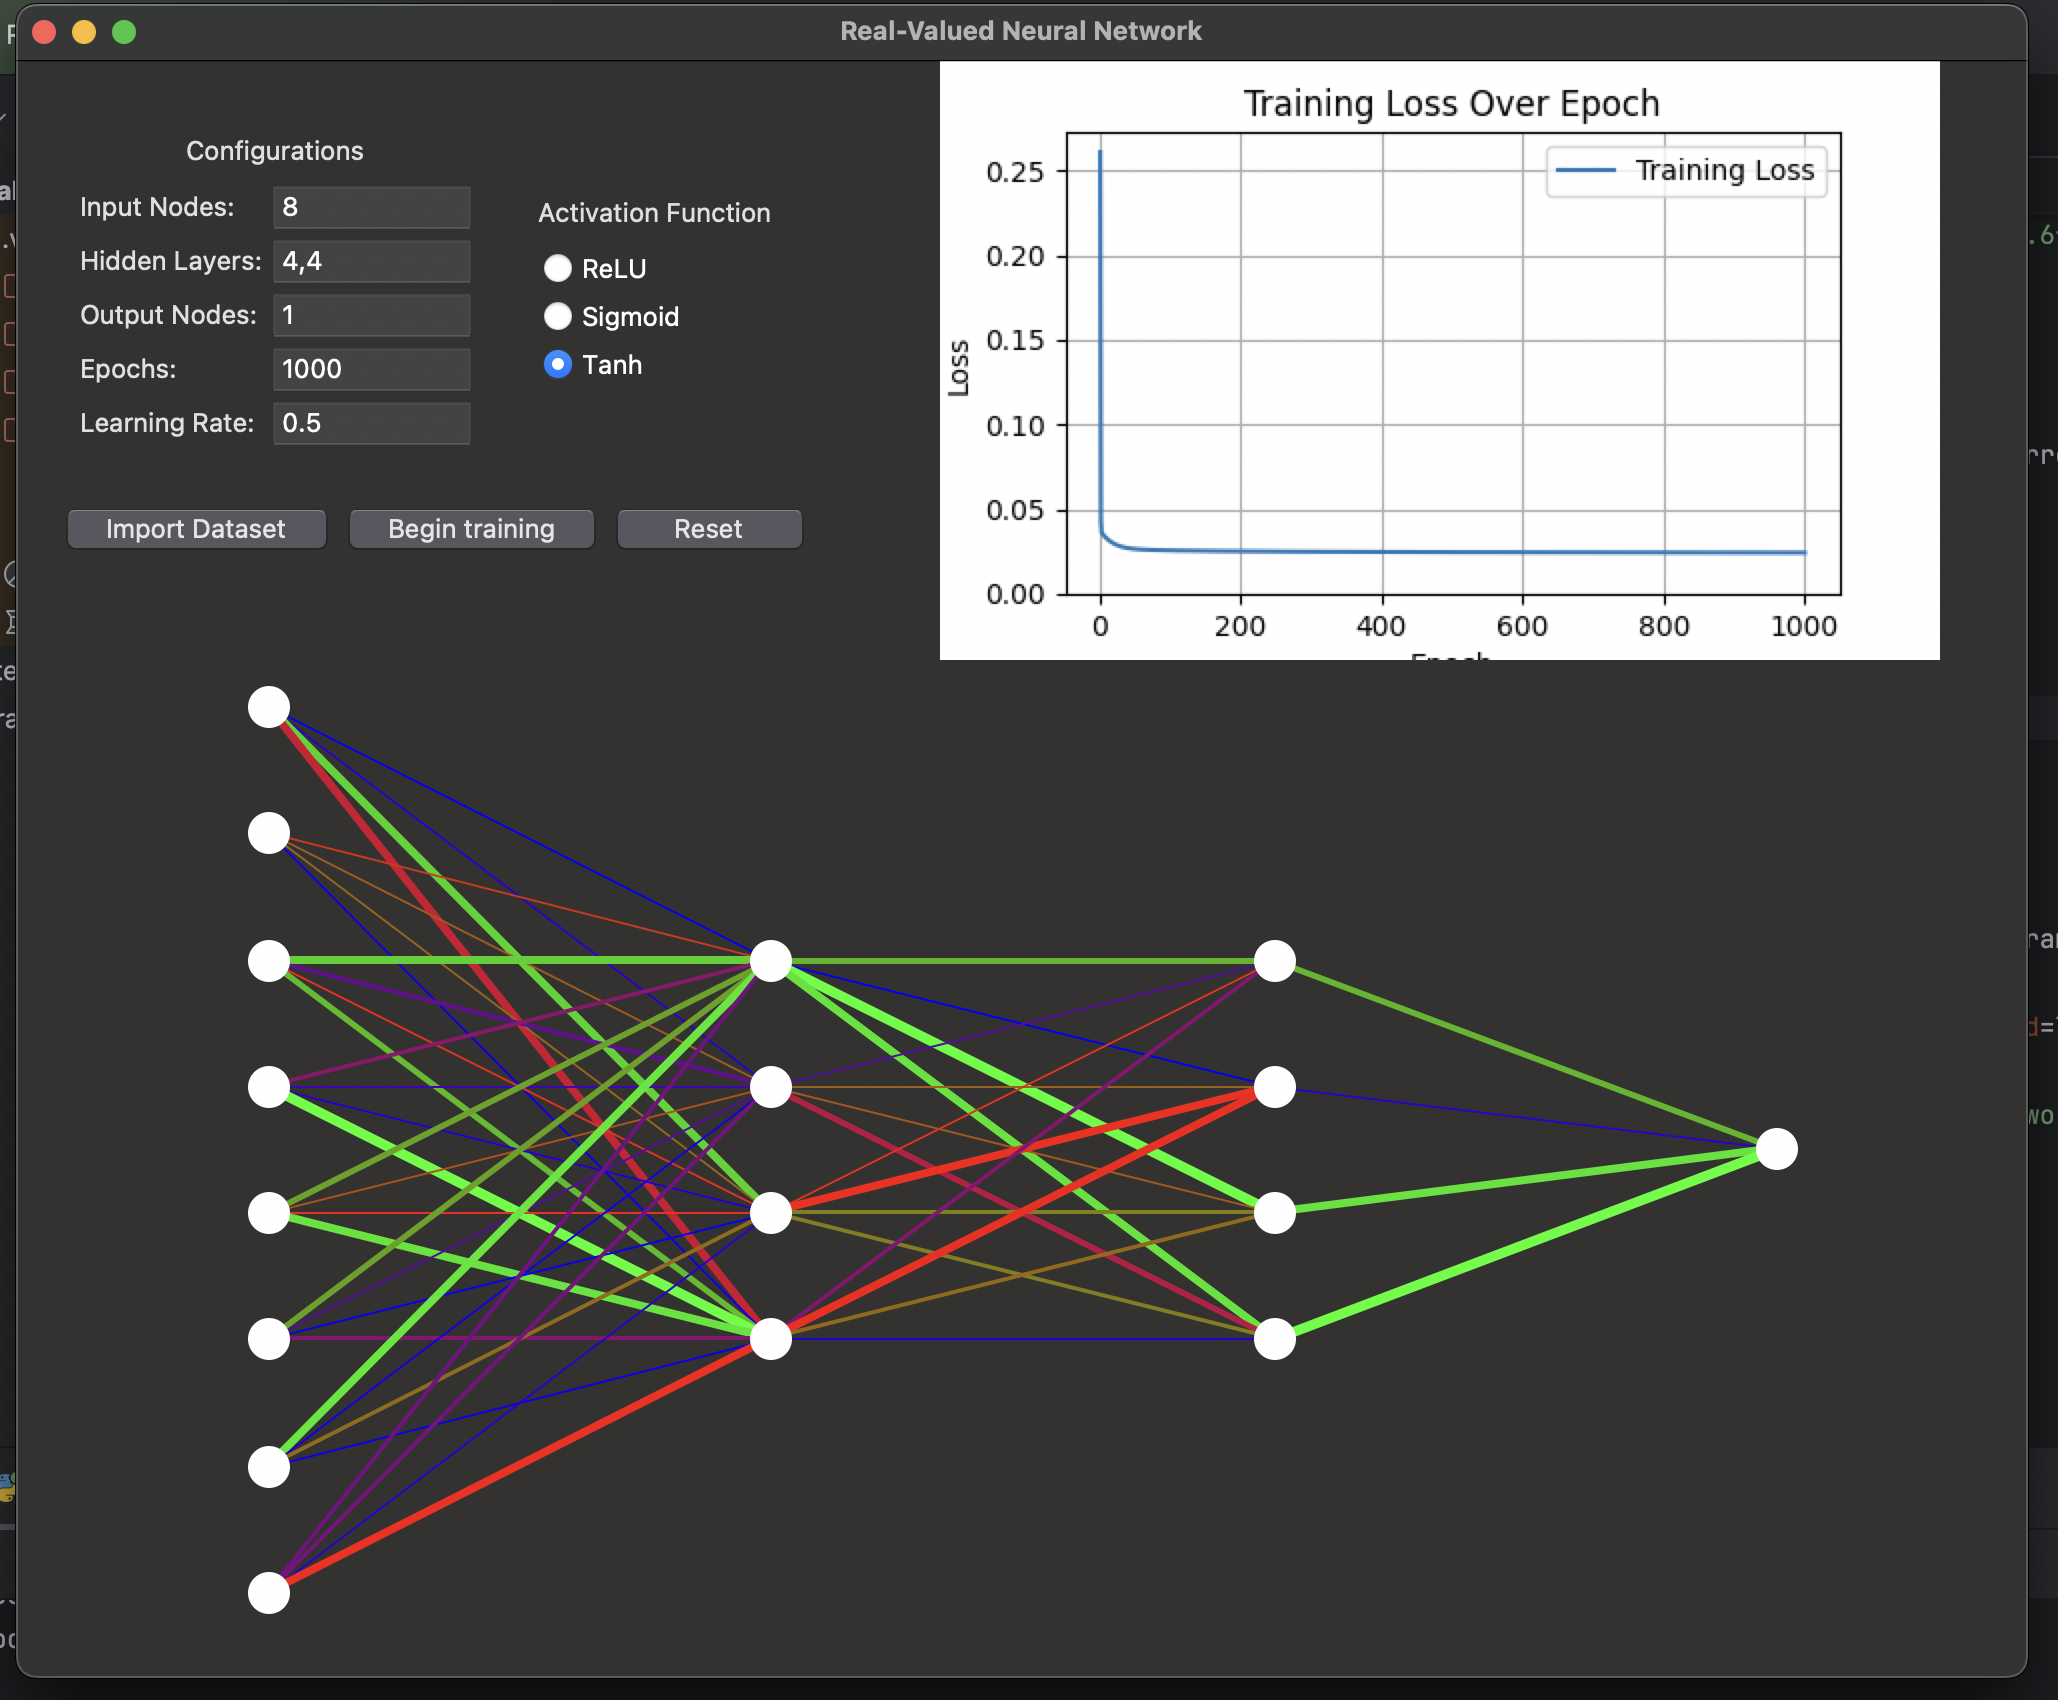 Real-Valued Neural Network
Configurations
Input Nodes: 8
Hidden Layers: 4,4
Output Nodes: 1
Epochs: 1000
Learning Rate: 0.5
Activation Function
ReLU
Sigmoid
Tanh
Import Dataset Begin training Reset
Training Loss Over Epoch
Training Loss
Loss
0.25
0.20
0.15
0.10
0.05
0.00
0 200 400 600 800 1000
Epoch